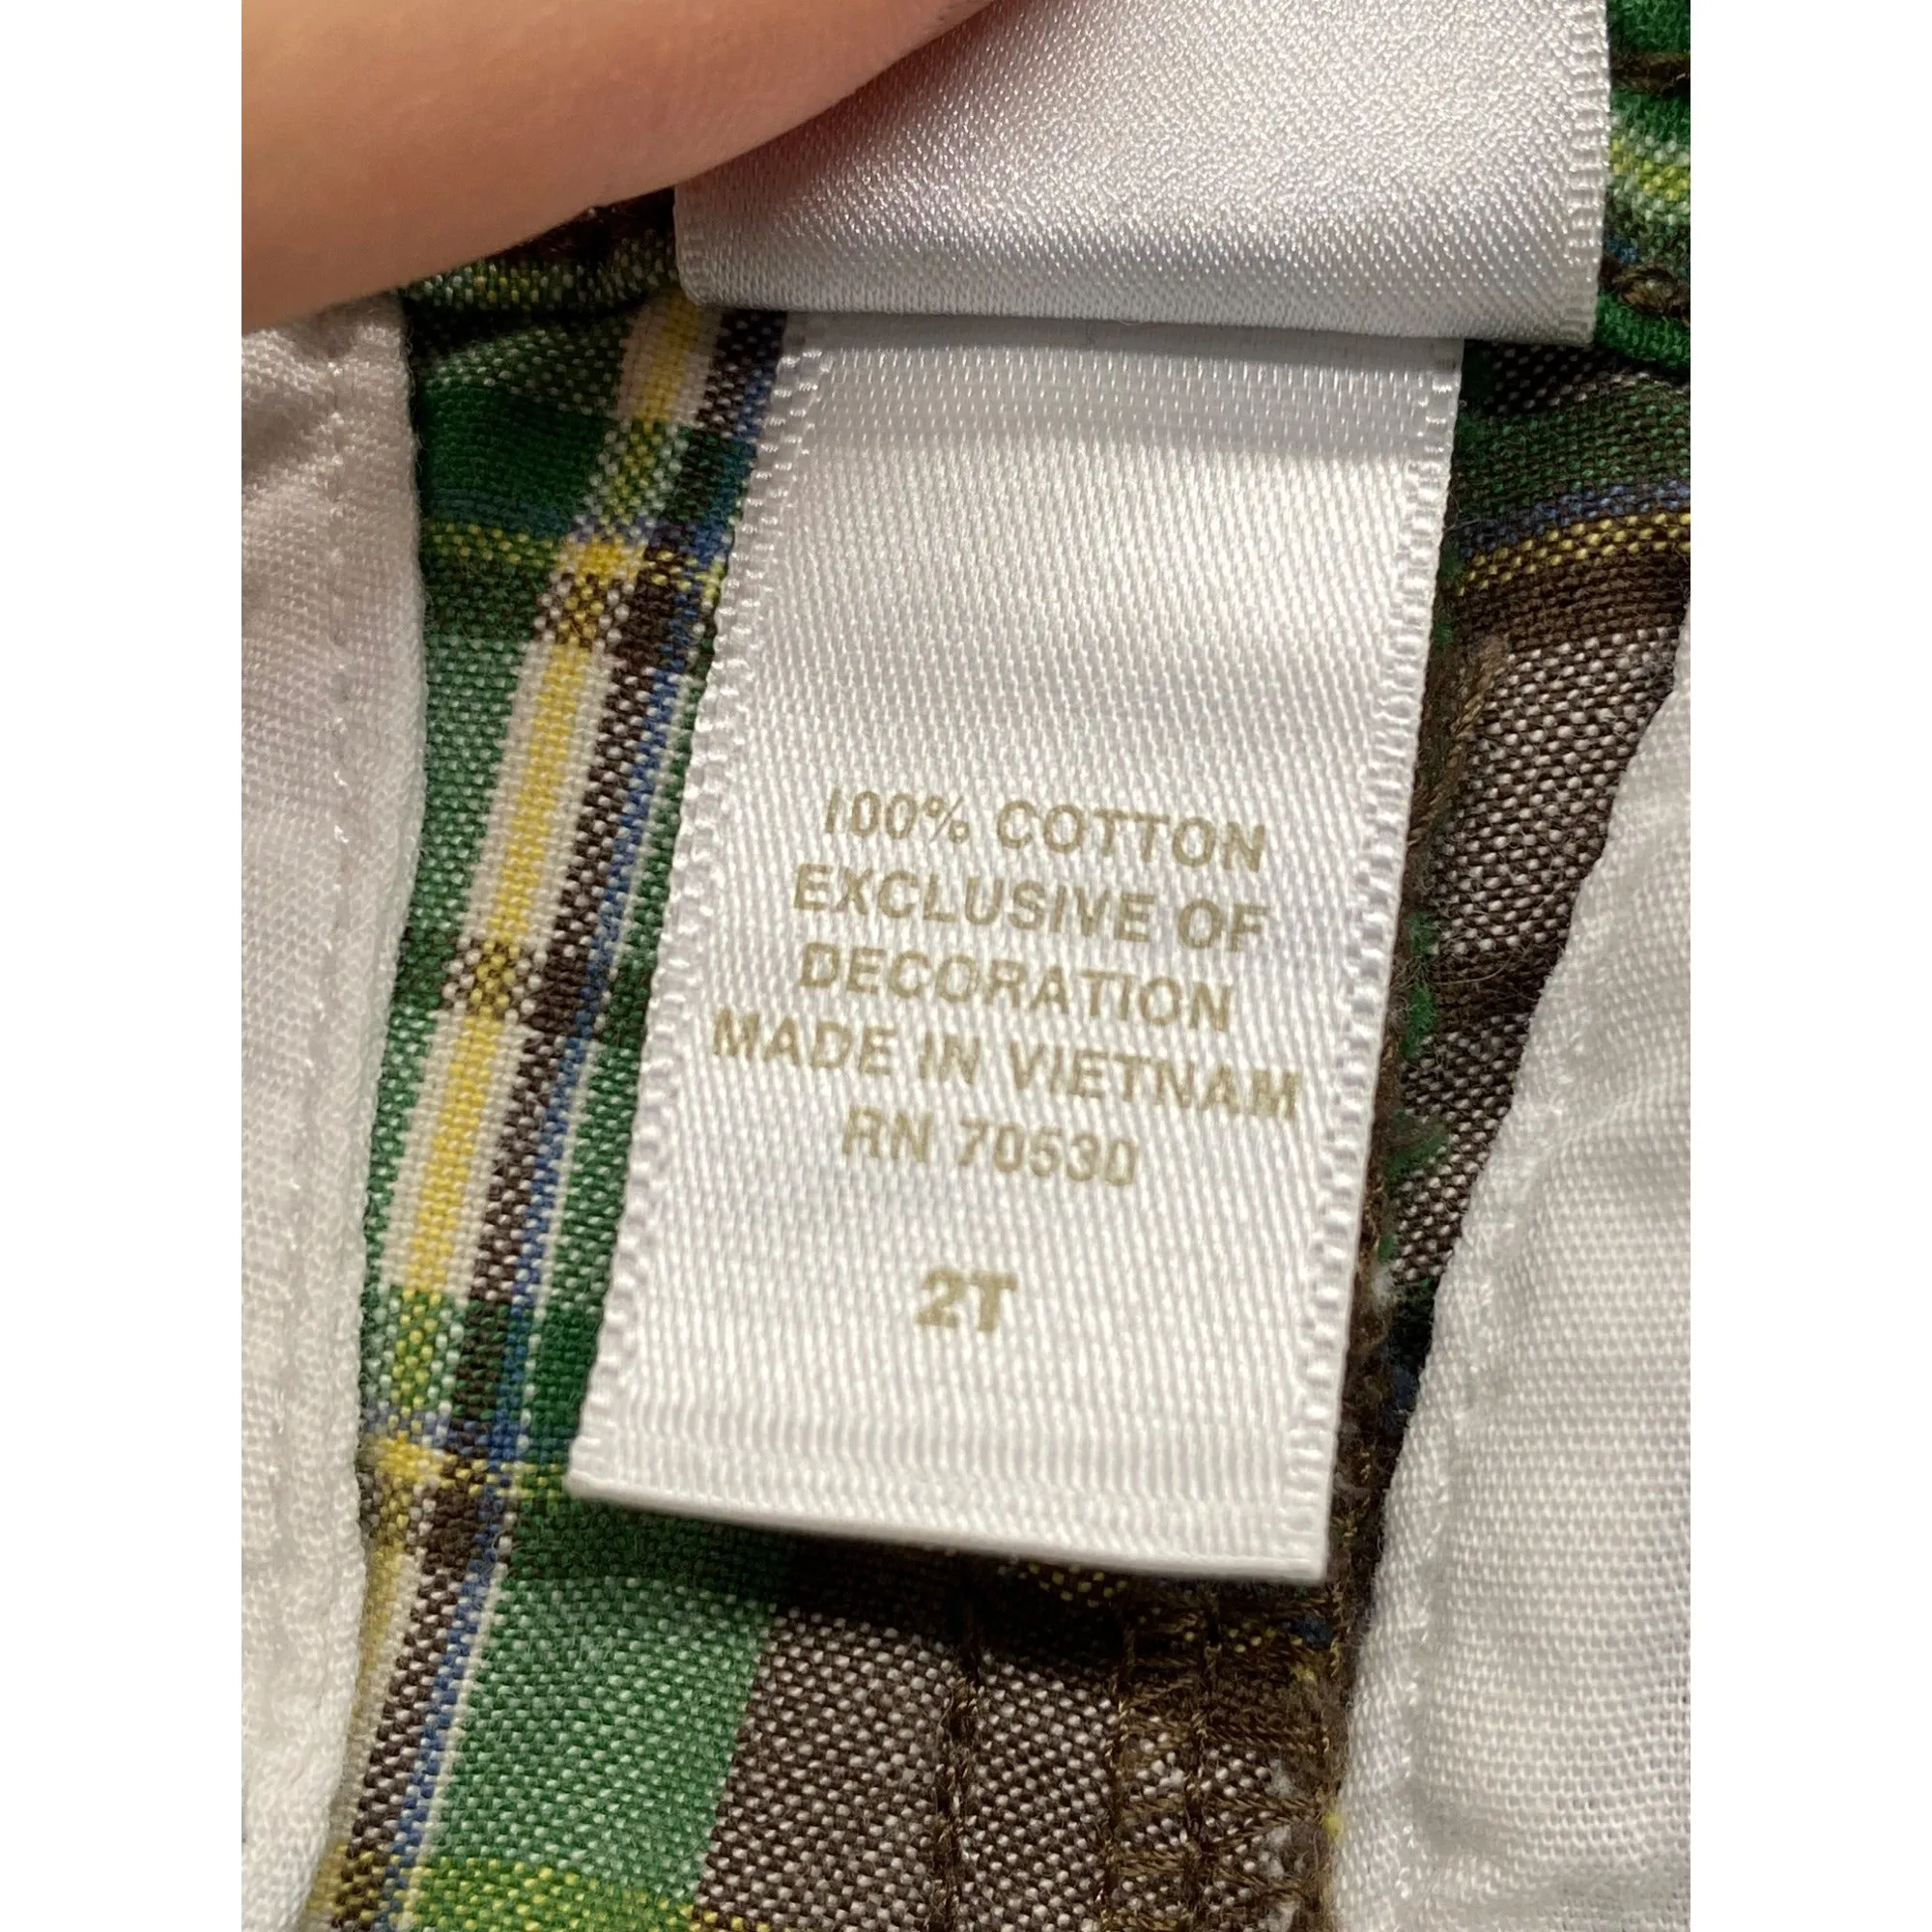 100% COTTON
EXCLUSIVE OF
DECORATION
MADE IN VIETNAM
RN 70530
2T